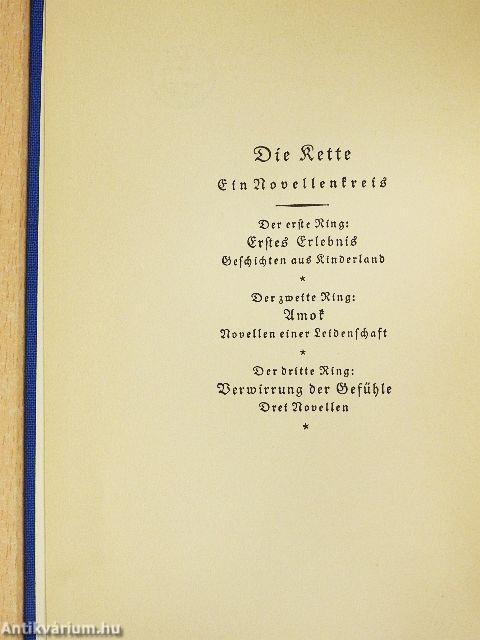 Die Kette
Ein Novellenkreis
Der erste Ring:
Erstes Erlebnis
Geschichten aus Kinderland
*
Der zweite Ring:
Amok
Novellen einer Leidenschaft
*
Der dritte Ring:
Verwirrung der Gefühle
Drei Novellen
*
Antikvárium.hu